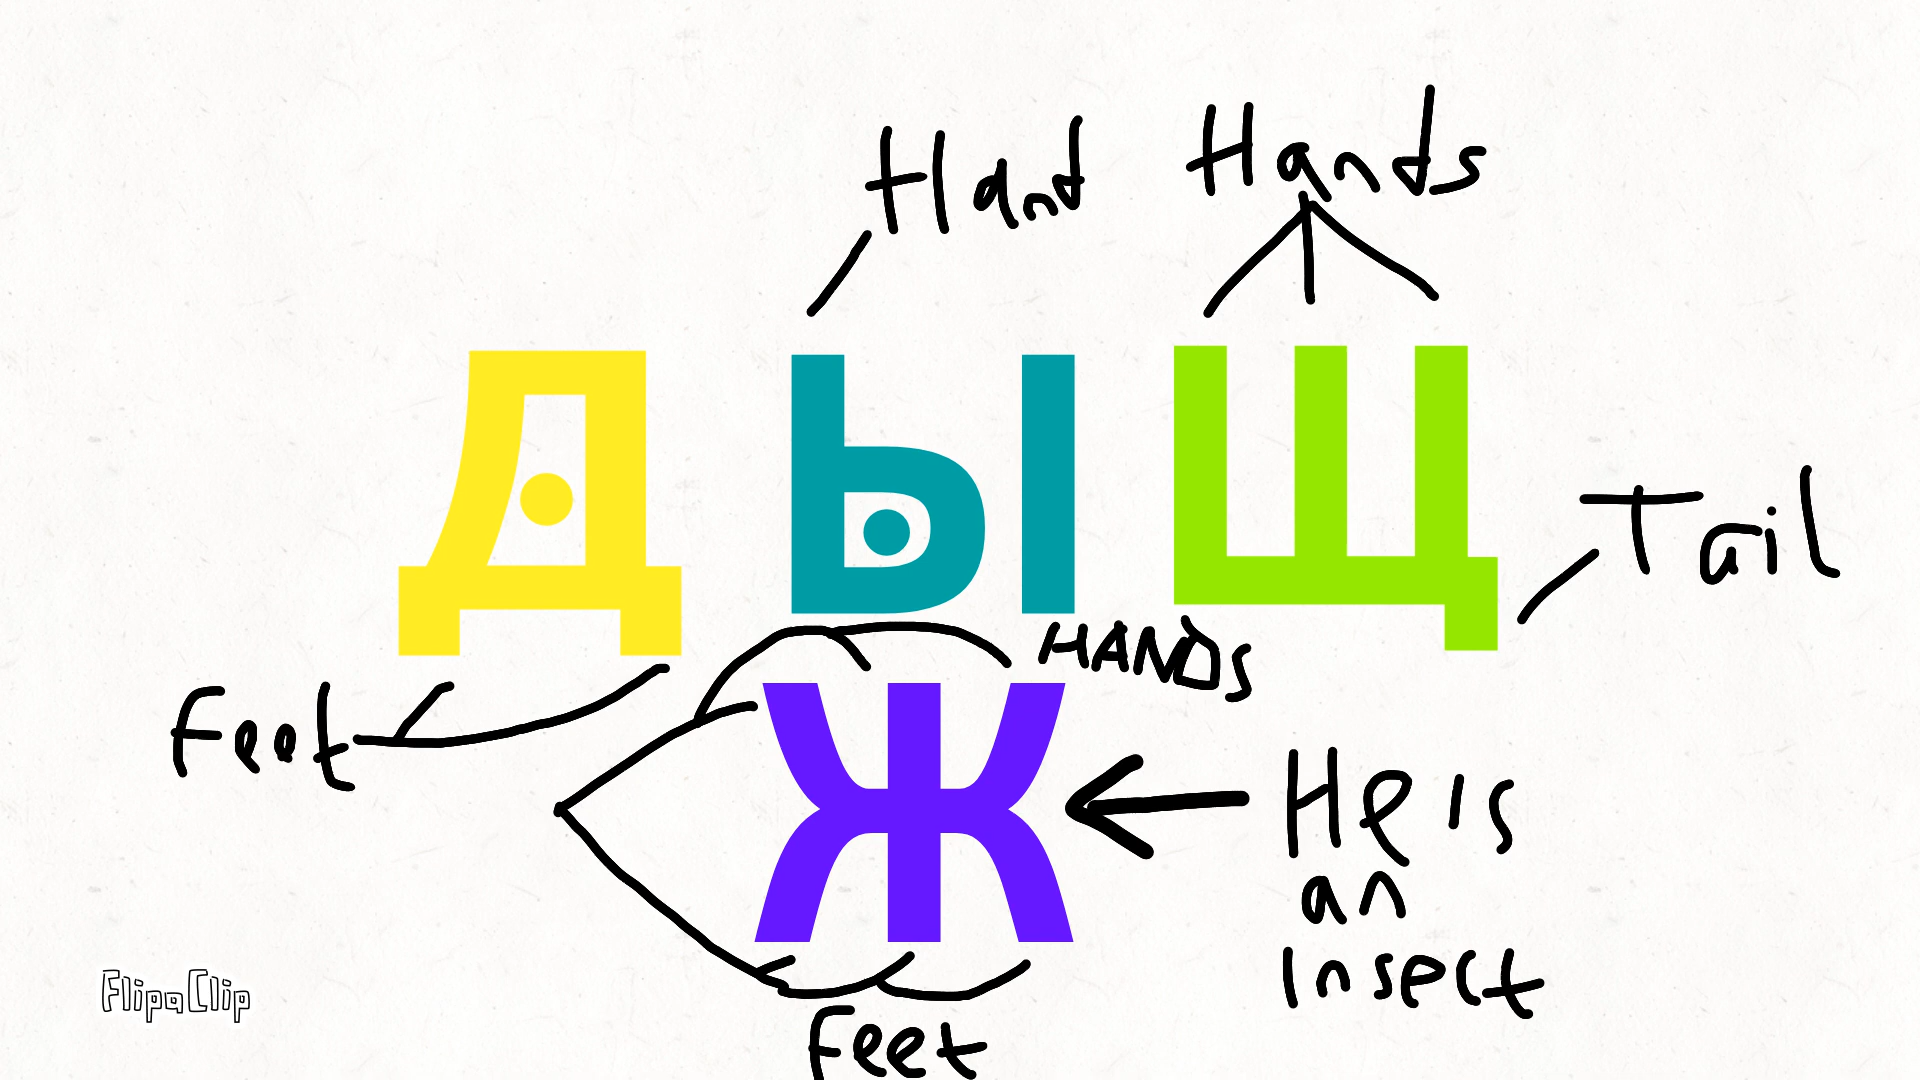 Hand
Hands
Д Ы Щ
Tail
Feet
HANDS
Ж
He is
an
Insect
Feet
FlipaClip